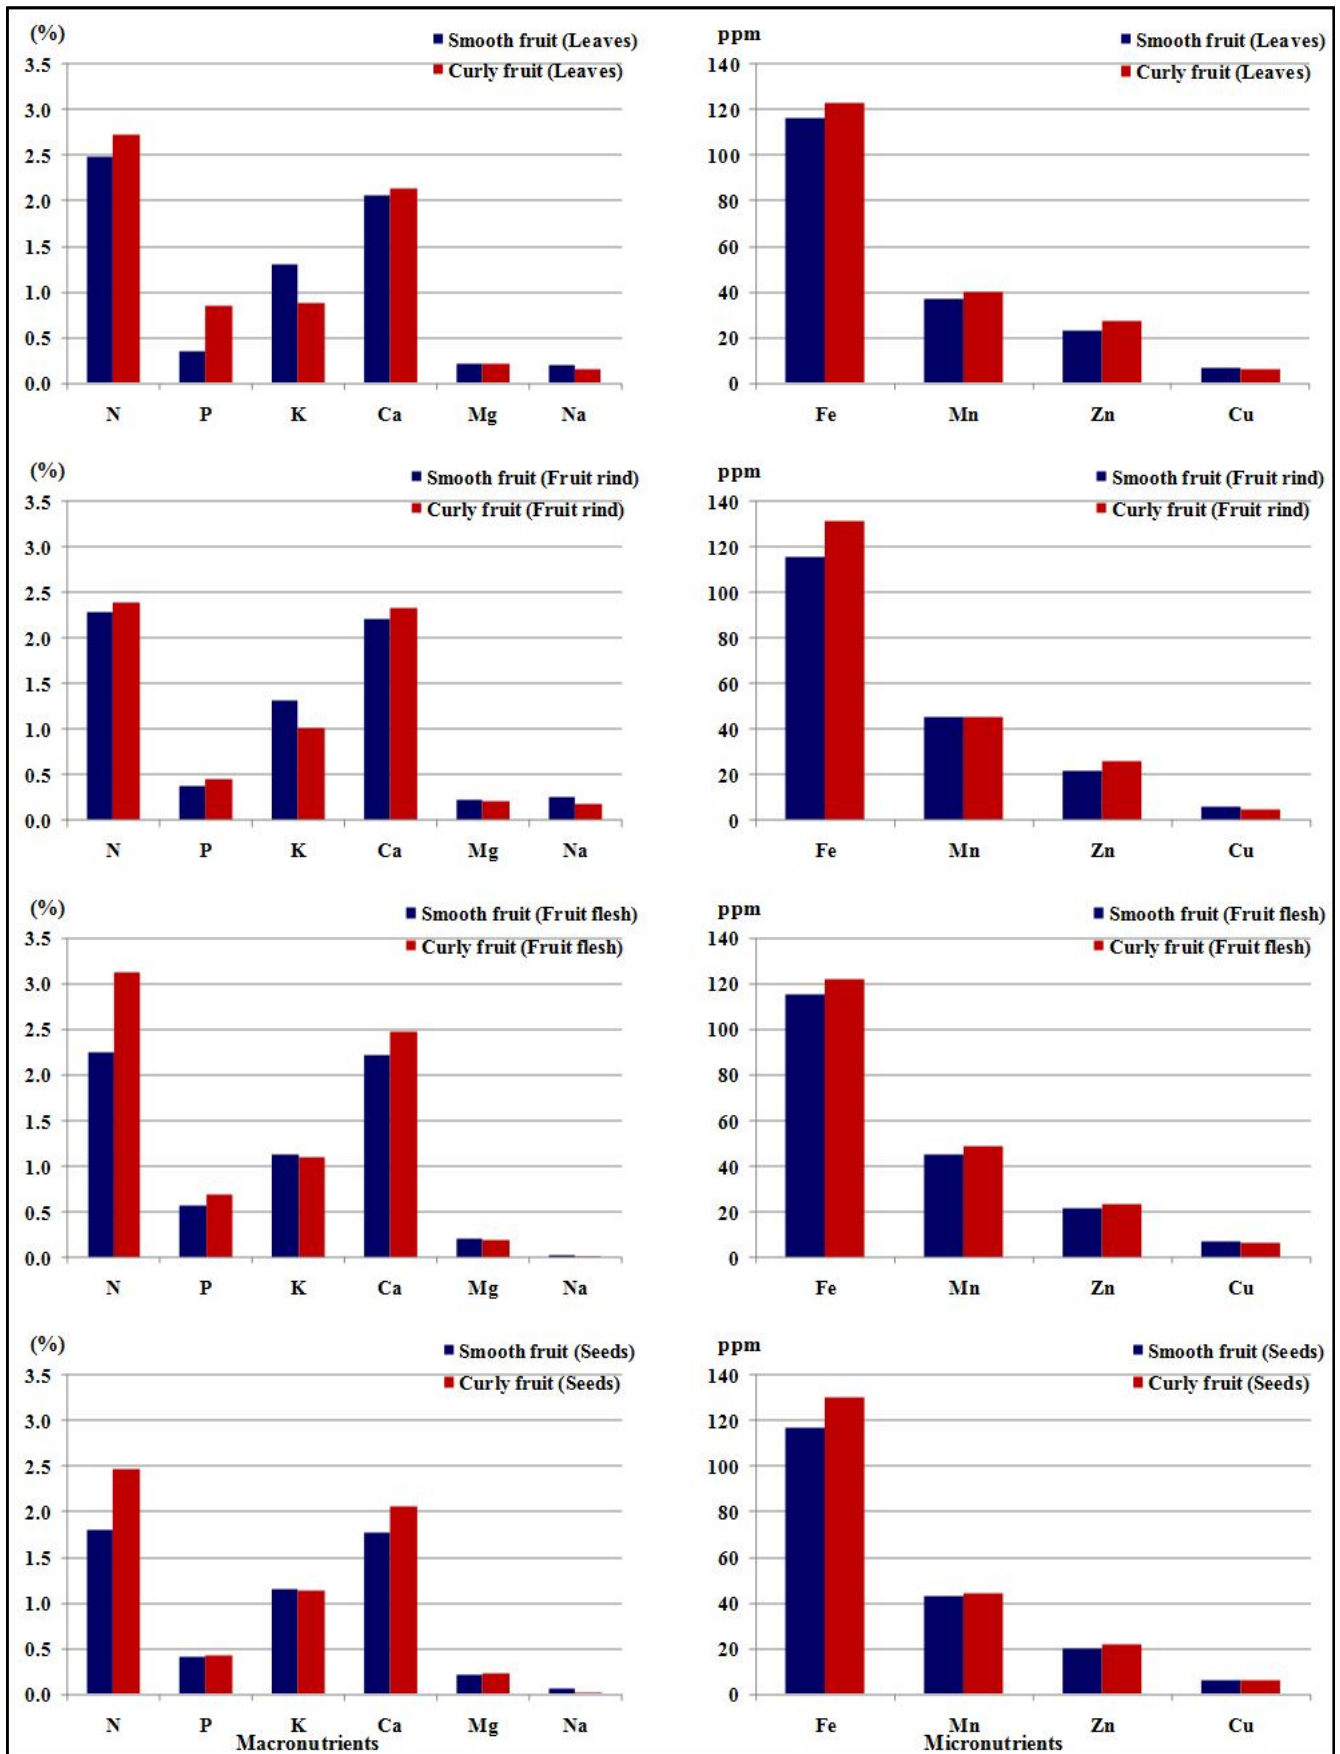 (%)
Smooth fruit (Leaves)
Curly fruit (Leaves)
3.5
3.0
2.5
2.0
1.5
1.0
0.5
0.0
N P K Ca Mg Na
ppm
Smooth fruit (Leaves)
Curly fruit (Leaves)
140
120
100
80
60
40
20
0
Fe Mn Zn Cu
(%)
Smooth fruit (Fruit rind)
Curly fruit (Fruit rind)
3.5
3.0
2.5
2.0
1.5
1.0
0.5
0.0
N P K Ca Mg Na
ppm
Smooth fruit (Fruit rind)
Curly fruit (Fruit rind)
140
120
100
80
60
40
20
0
Fe Mn Zn Cu
(%)
Smooth fruit (Fruit flesh)
Curly fruit (Fruit flesh)
3.5
3.0
2.5
2.0
1.5
1.0
0.5
0.0
N P K Ca Mg Na
ppm
Smooth fruit (Fruit flesh)
Curly fruit (Fruit flesh)
140
120
100
80
60
40
20
0
Fe Mn Zn Cu
(%)
Smooth fruit (Seeds)
Curly fruit (Seeds)
3.5
3.0
2.5
2.0
1.5
1.0
0.5
0.0
N P K Ca Mg Na
Macronutrients
ppm
Smooth fruit (Seeds)
Curly fruit (Seeds)
140
120
100
80
60
40
20
0
Fe Mn Zn Cu
Micronutrients